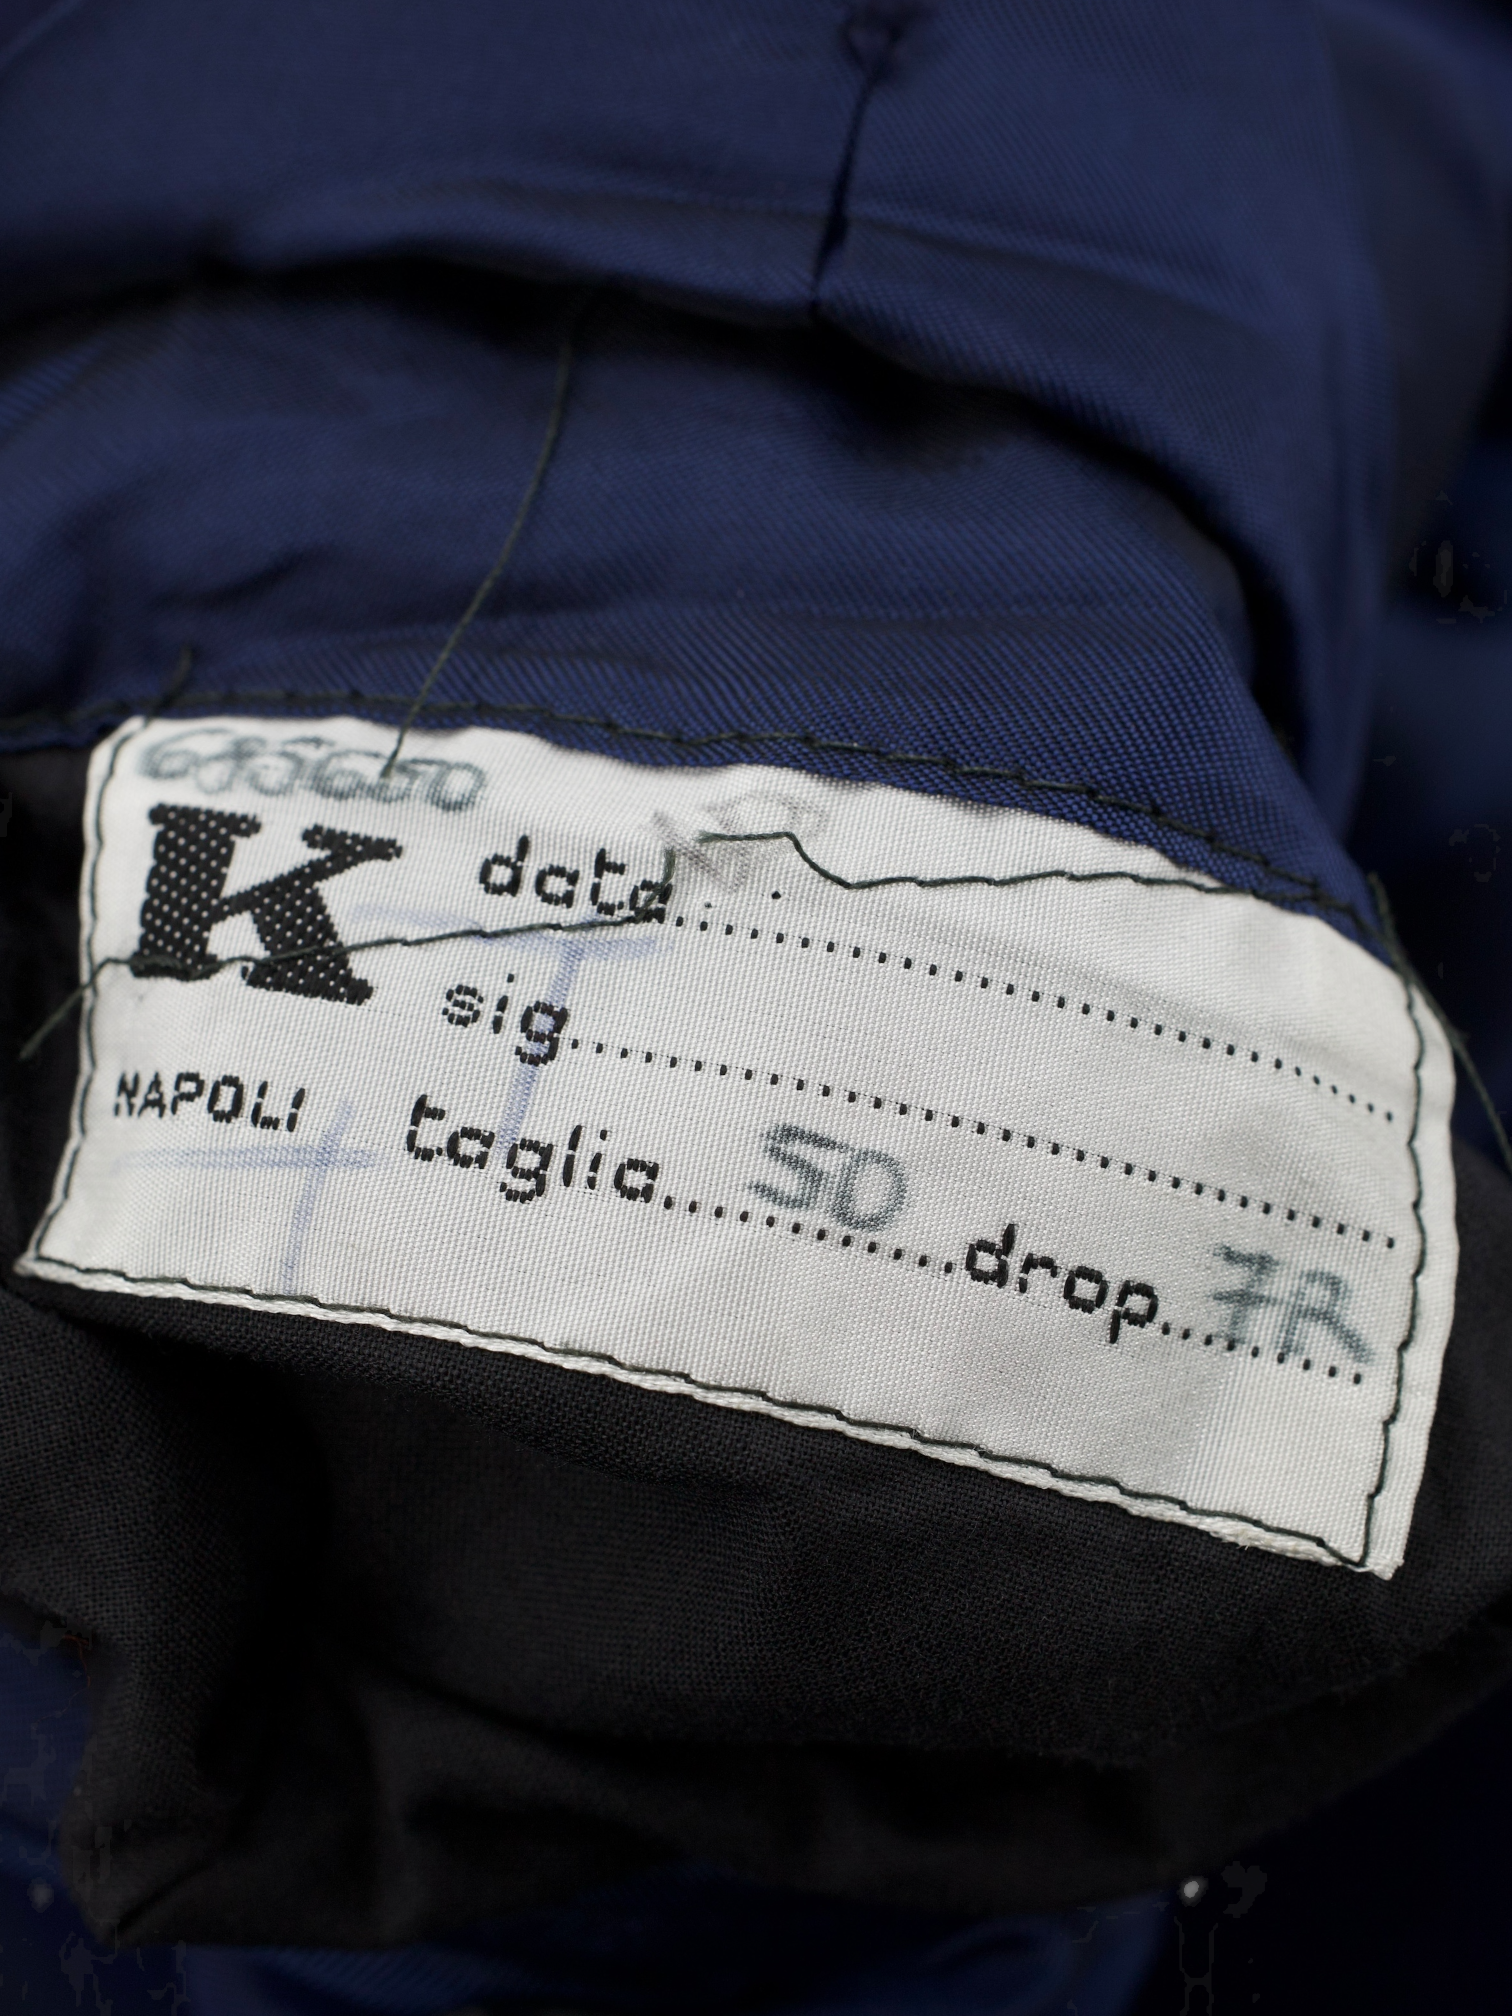 K data
sig
NAPOLI
taglia 50 drop 7R